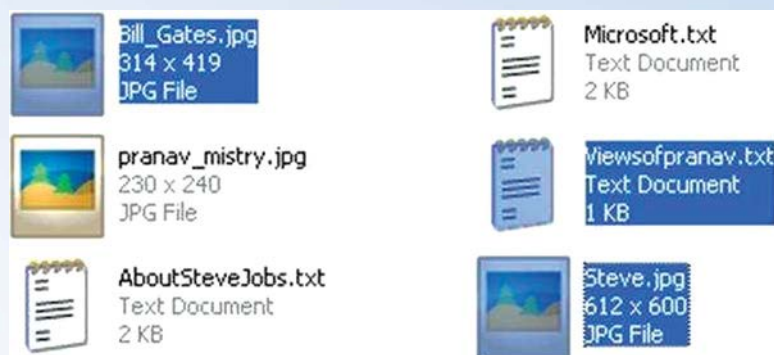 Bill_Gates.jpg
314 x 419
JPG File
Microsoft.txt
Text Document
2 KB
pranav_mistry.jpg
230 x 240
JPG File
Viewsofpranav.txt
Text Document
1 KB
AboutSteveJobs.txt
Text Document
2 KB
Steve.jpg
612 x 600
JPG File